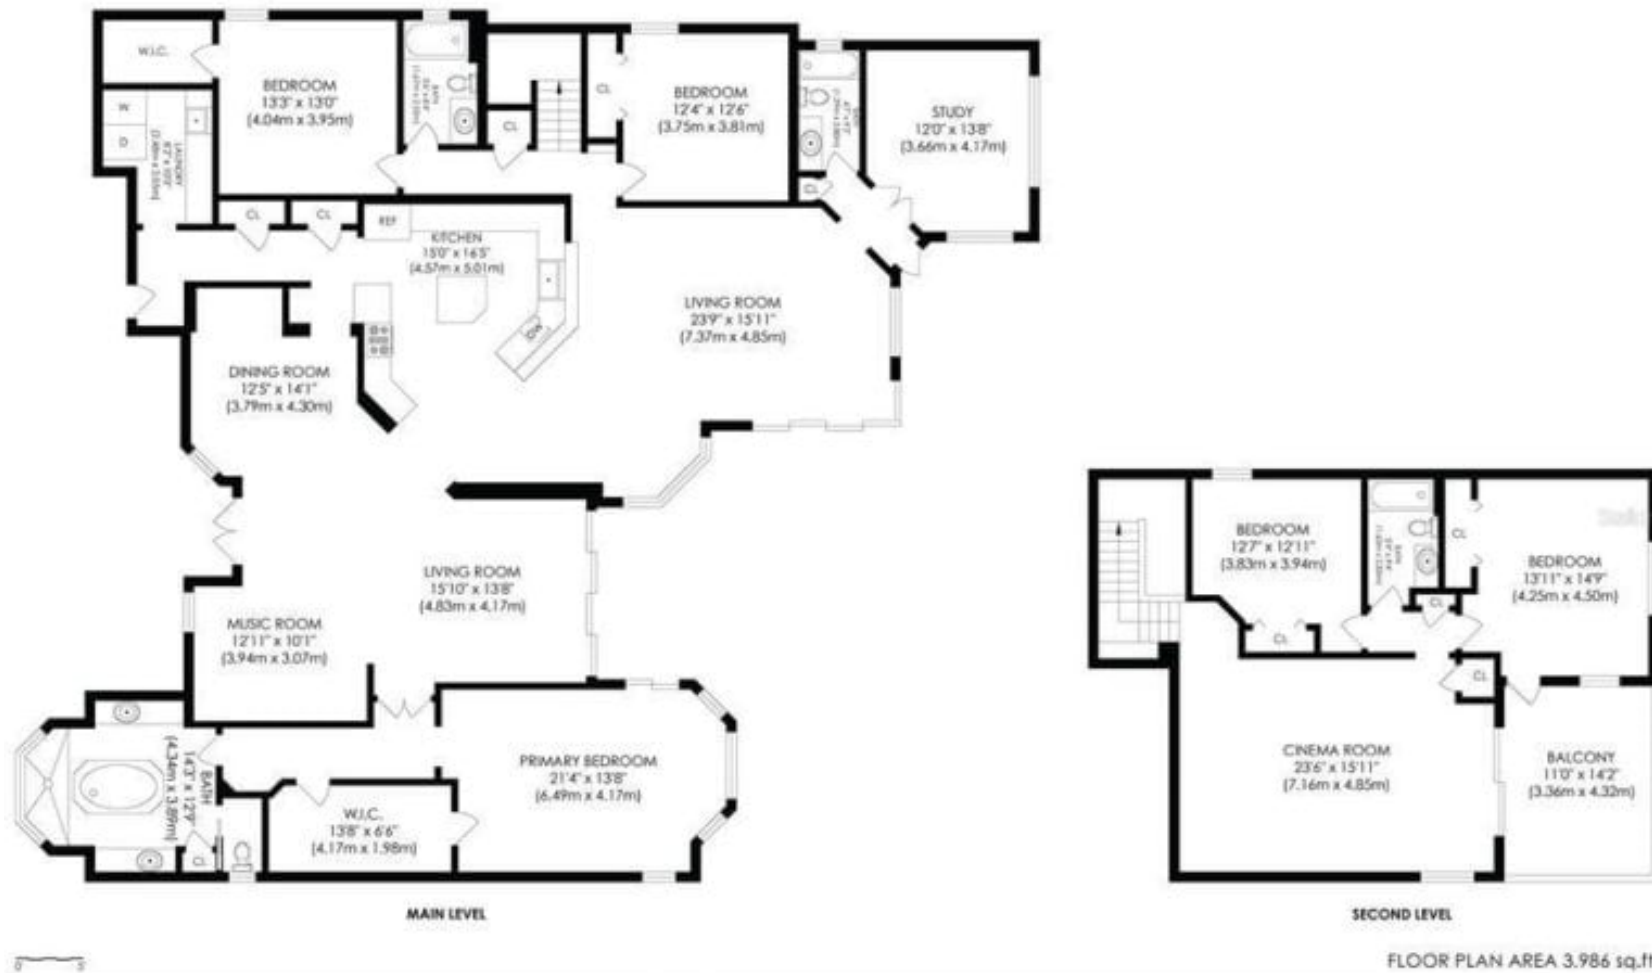 W.I.C.
BEDROOM
13'3" x 13'0"
(4.04m x 3.95m)
BATH
CL
CL
BEDROOM
12'4" x 12'6"
(3.75m x 3.81m)
BATH
CL
STUDY
12'0" x 13'8"
(3.66m x 4.17m)
W
D
LAUNDRY
CL
CL
REF
KITCHEN
15'0" x 16'5"
(4.57m x 5.01m)
DW
LIVING ROOM
23'9" x 15'11"
(7.37m x 4.85m)
DINING ROOM
12'5" x 14'1"
(3.79m x 4.30m)
LIVING ROOM
15'10" x 13'8"
(4.83m x 4.17m)
MUSIC ROOM
12'11" x 10'1"
(3.94m x 3.07m)
BATH
14'3" x 12'9"
(4.34m x 3.89m)
CL
W.I.C.
13'8" x 6'6"
(4.17m x 1.98m)
PRIMARY BEDROOM
21'4" x 13'8"
(6.49m x 4.17m)
MAIN LEVEL
0 5'
BEDROOM
12'7" x 12'11"
(3.83m x 3.94m)
CL
BATH
CL
CL
BEDROOM
13'11" x 14'9"
(4.25m x 4.50m)
CL
CINEMA ROOM
23'6" x 15'11"
(7.16m x 4.85m)
BALCONY
11'0" x 14'2"
(3.36m x 4.32m)
SECOND LEVEL
FLOOR PLAN AREA 3,986 sq.ft